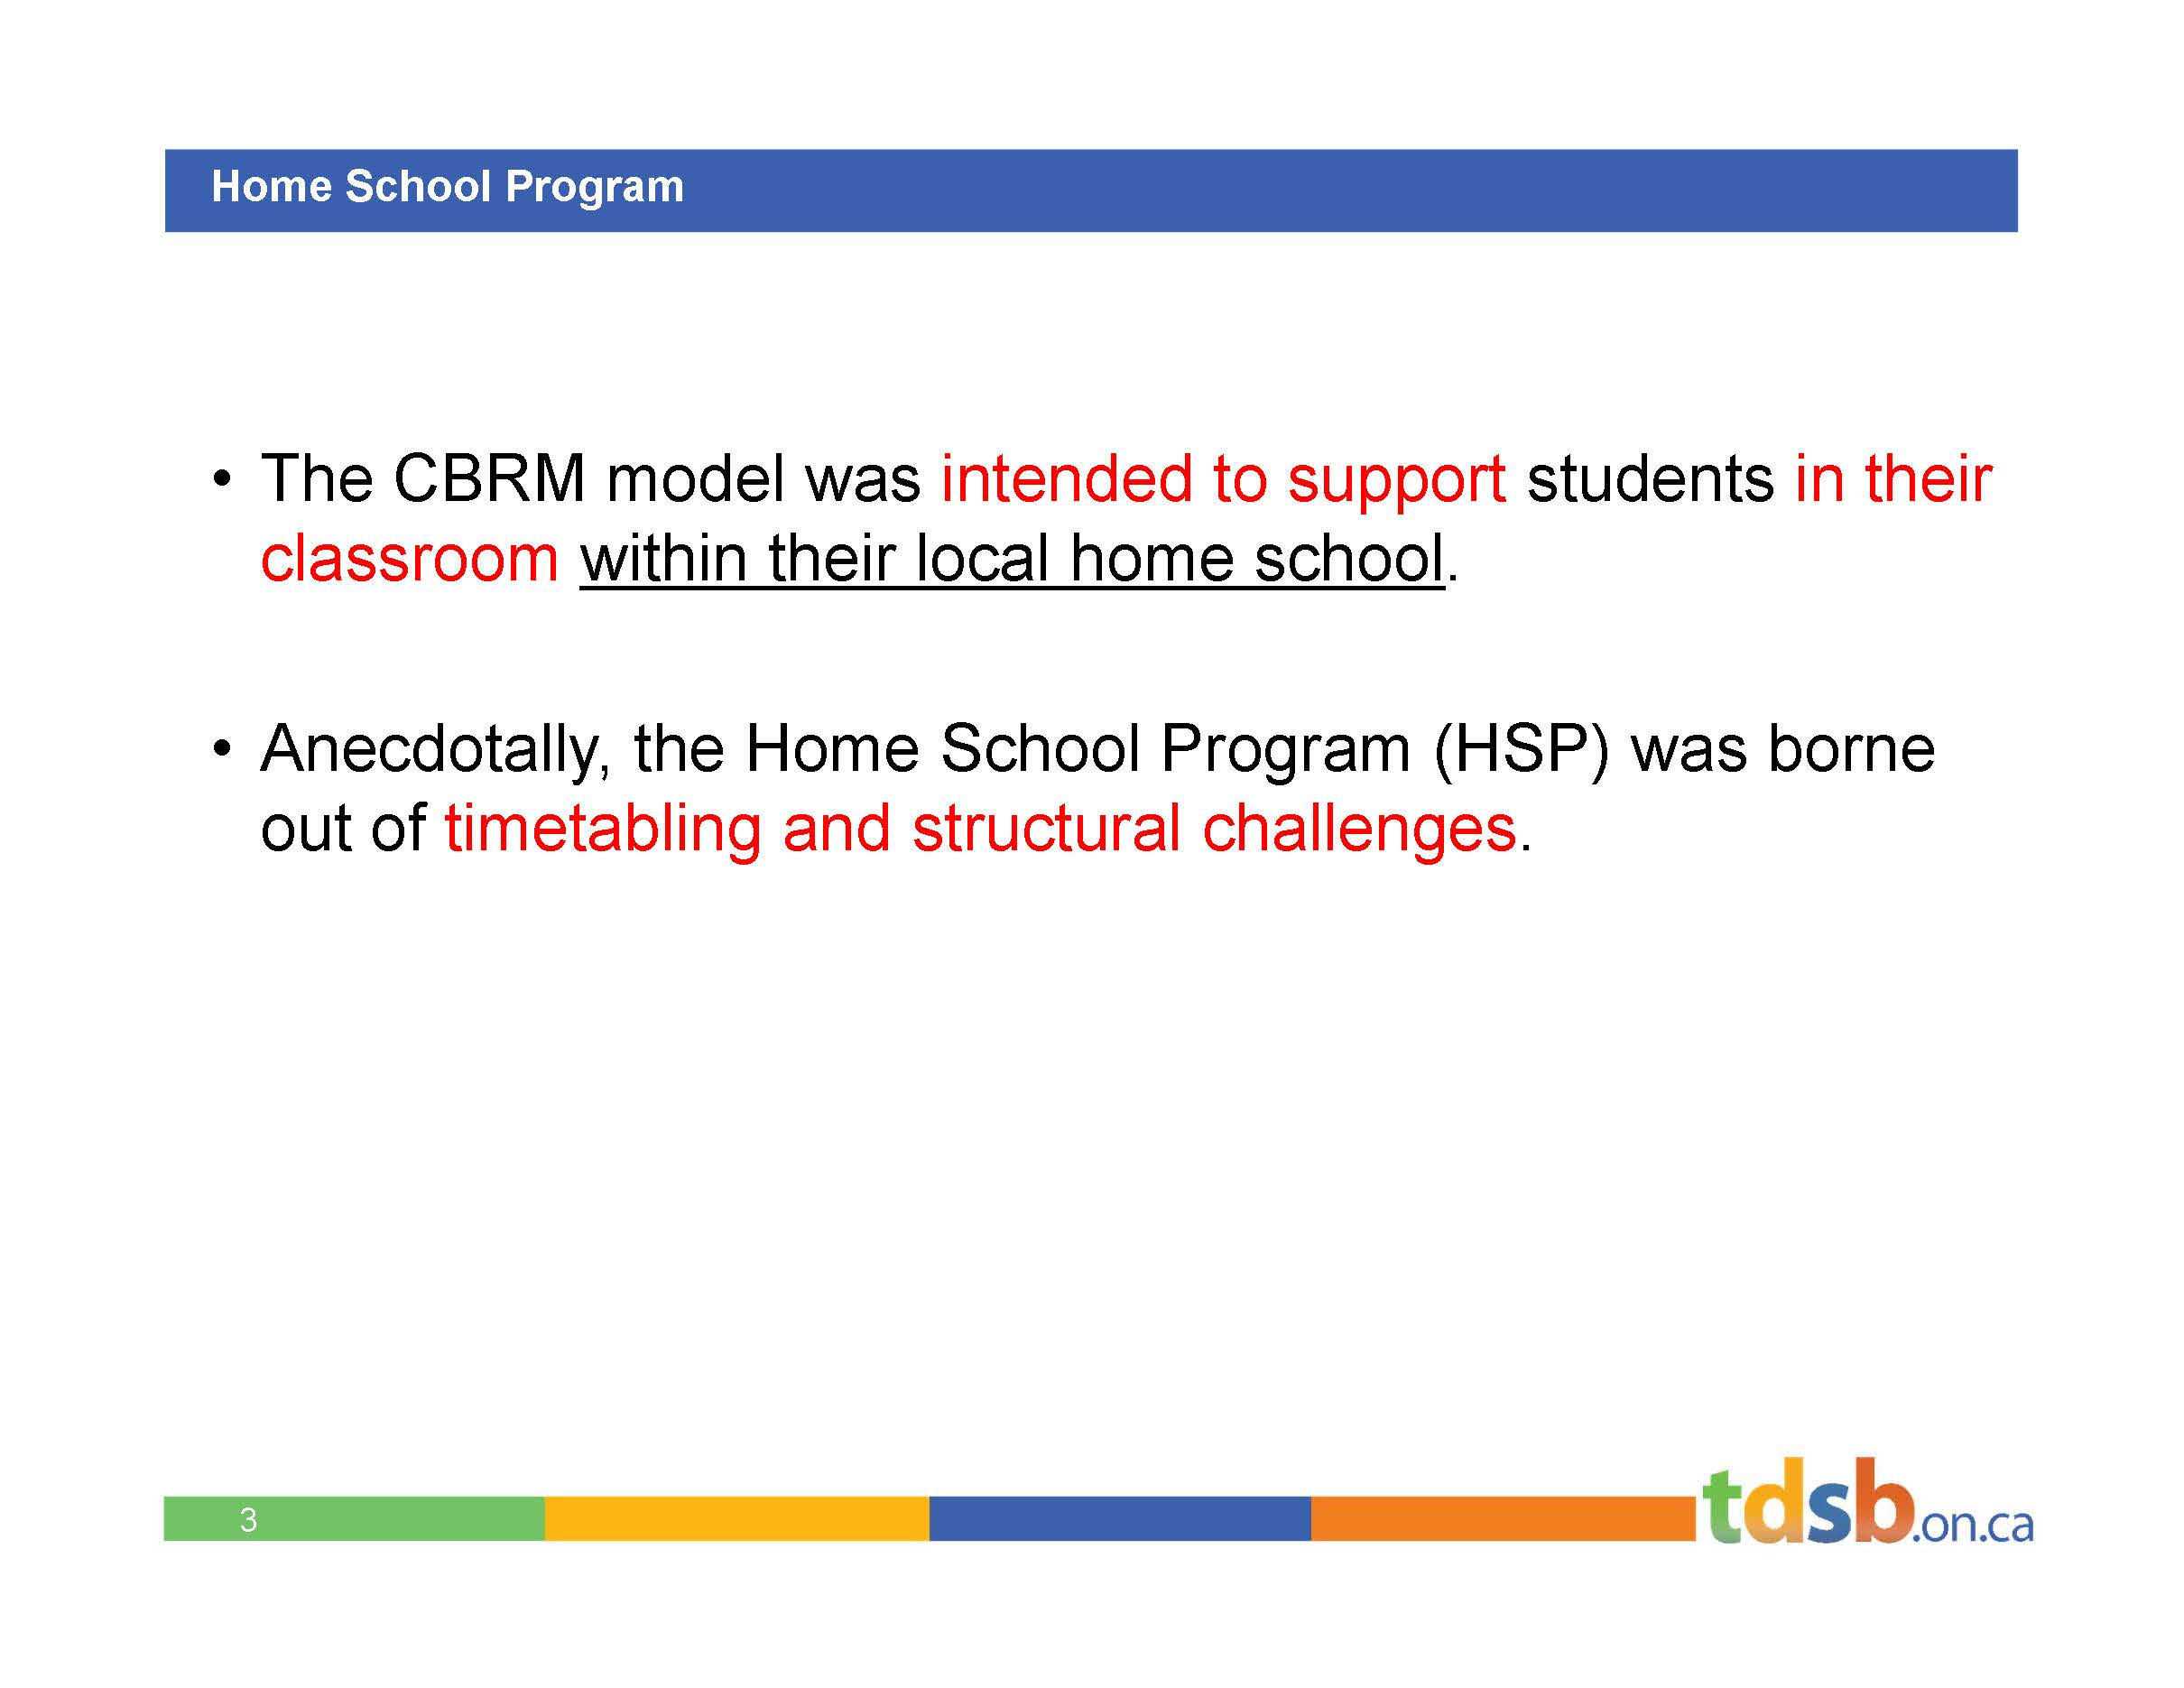 Home School Program
• The CBRM model was intended to support students in their
classroom within their local home school.
• Anecdotally, the Home School Program (HSP) was borne
out of timetabling and structural challenges.
3
tdsb.on.ca